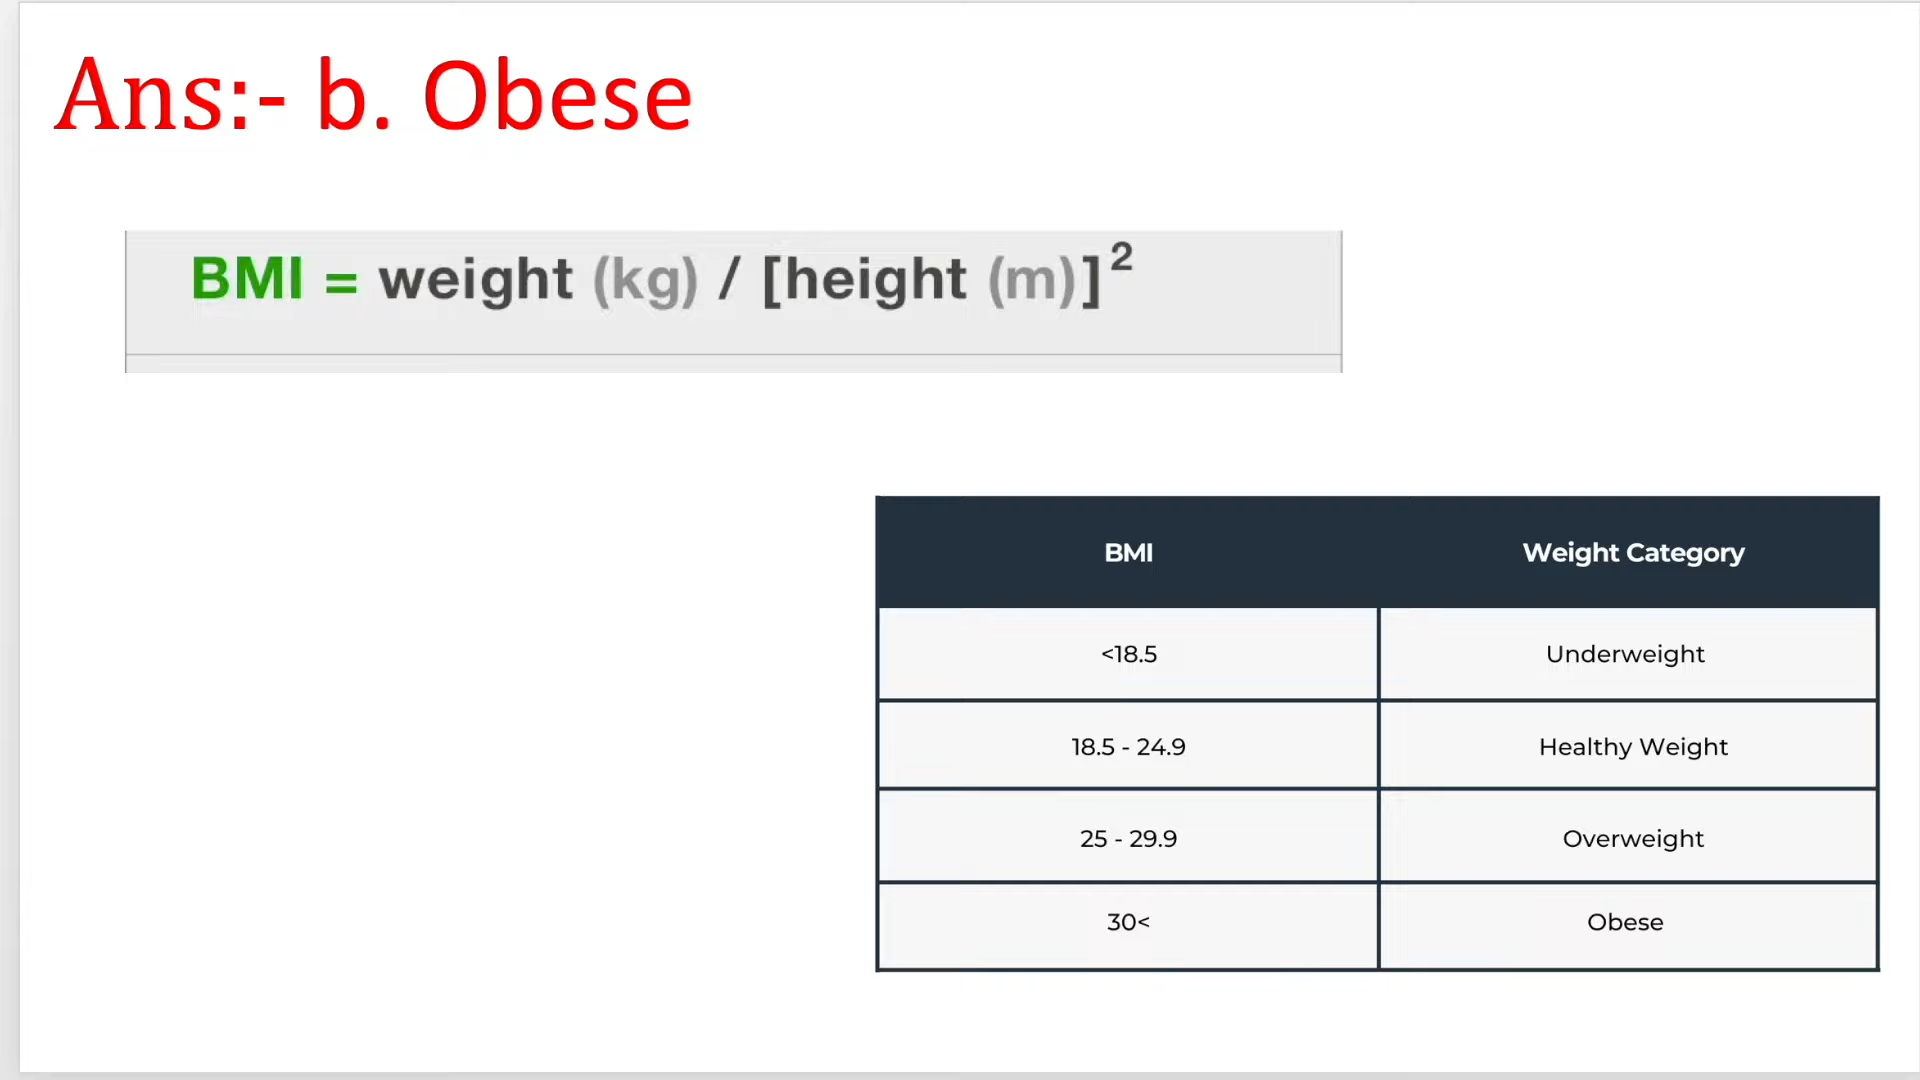 Ans:- b. Obese
BMI = weight (kg) / [height (m)]²
BMI Weight Category
<18.5 Underweight
18.5 - 24.9 Healthy Weight
25 - 29.9 Overweight
30< Obese